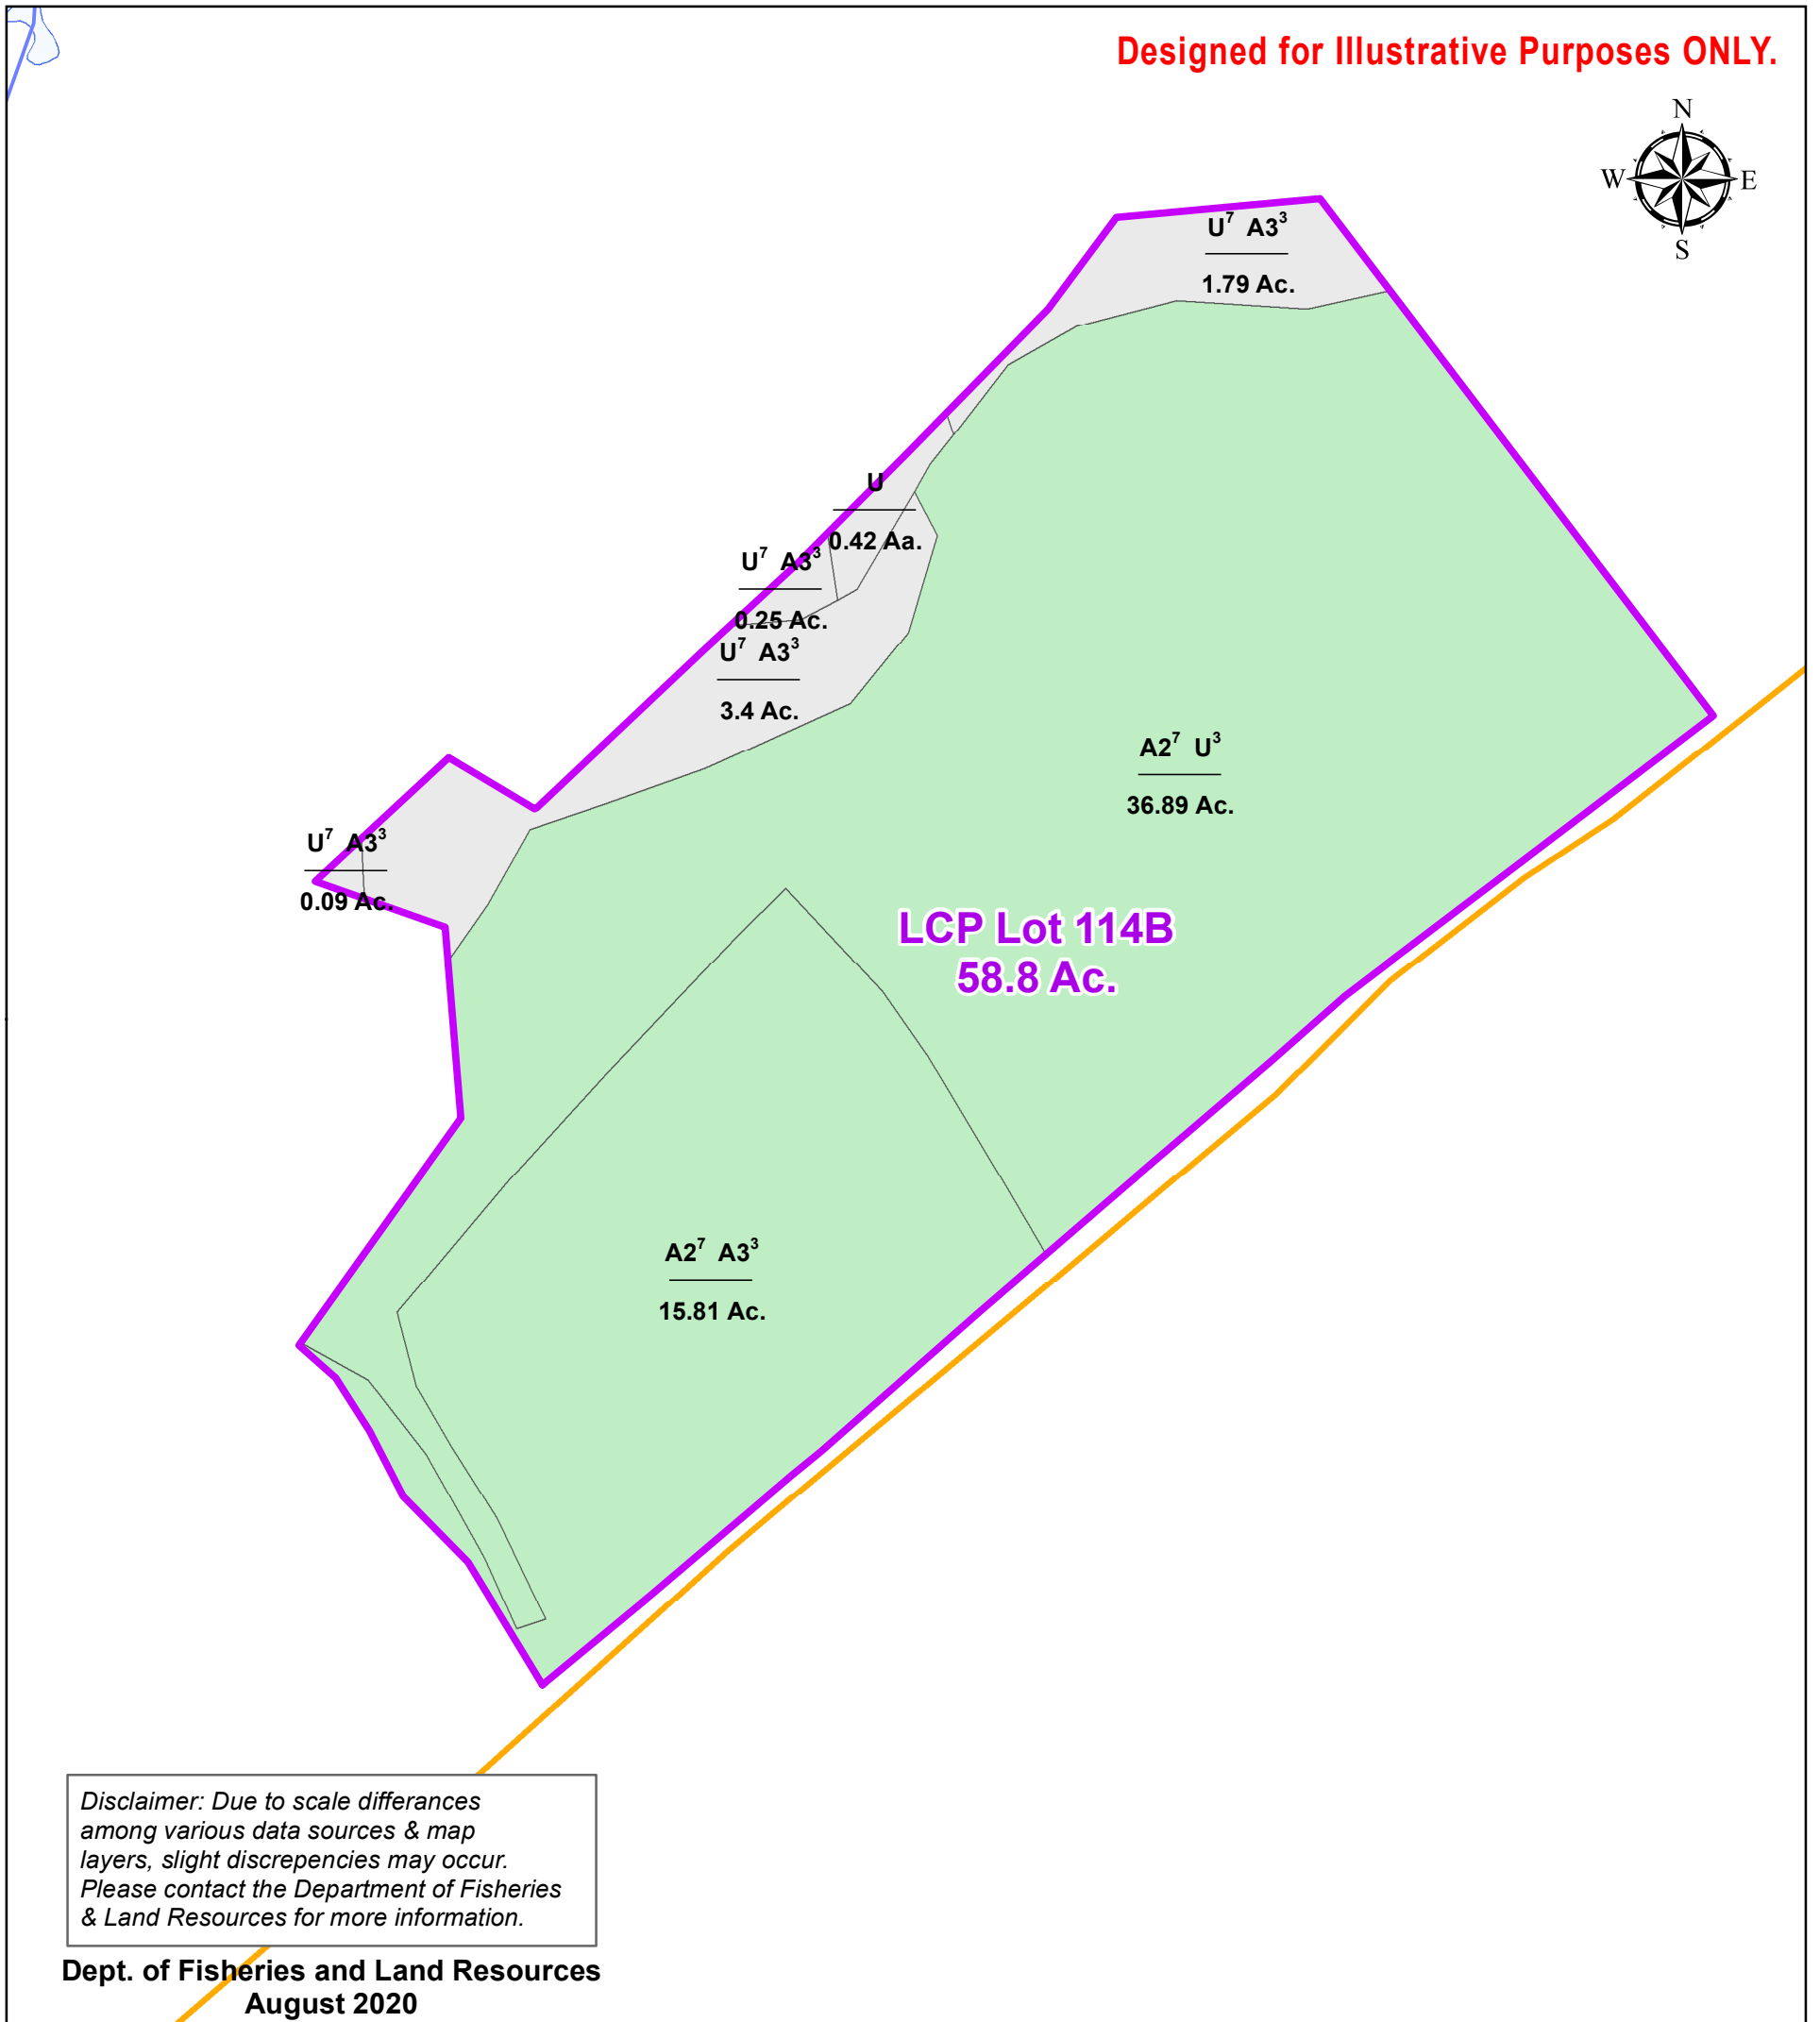 Designed for Illustrative Purposes ONLY.
N
W E
S
U⁷ A3³
1.79 Ac.
U
0.42 Aa.
U⁷ A3³
0.25 Ac.
U⁷ A3³
3.4 Ac.
A2⁷ U³
36.89 Ac.
U⁷ A3³
0.09 Ac.
LCP Lot 114B
58.8 Ac.
A2⁷ A3³
15.81 Ac.
Disclaimer: Due to scale differances
among various data sources & map
layers, slight discrepencies may occur.
Please contact the Department of Fisheries
& Land Resources for more information.
Dept. of Fisheries and Land Resources
August 2020